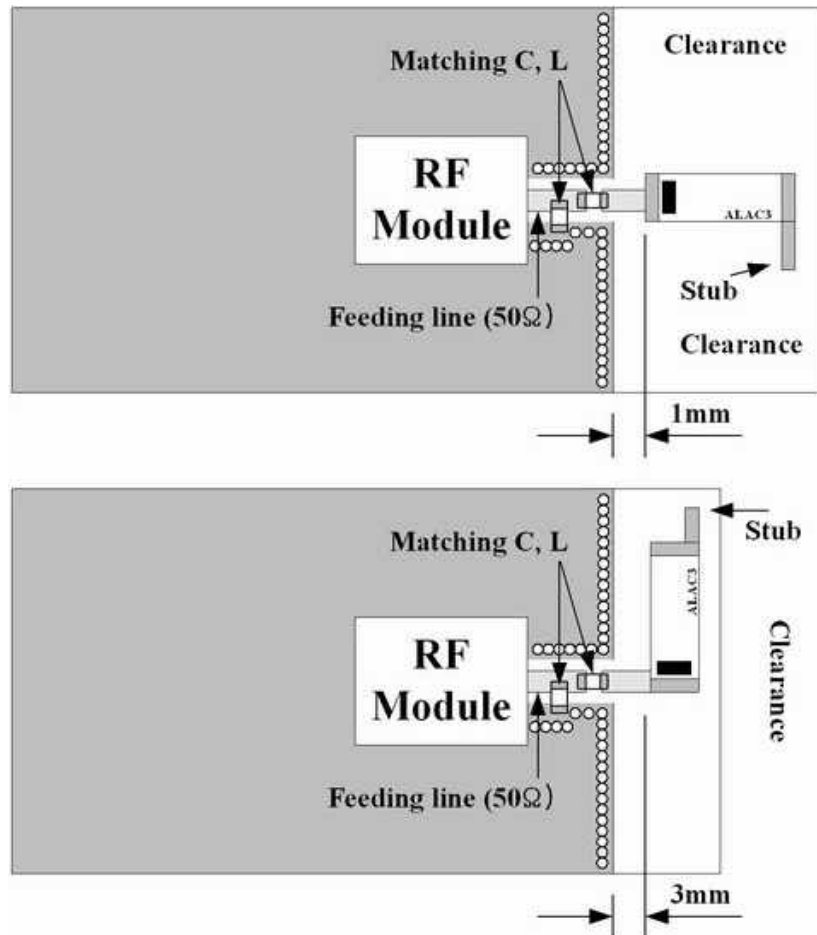 Clearance
Matching C, L
RF
Module
ALAC3
Stub
Feeding line (50Ω)
Clearance
1mm
Stub
Matching C, L
ALAC3
RF
Module
Clearance
Feeding line (50Ω)
3mm